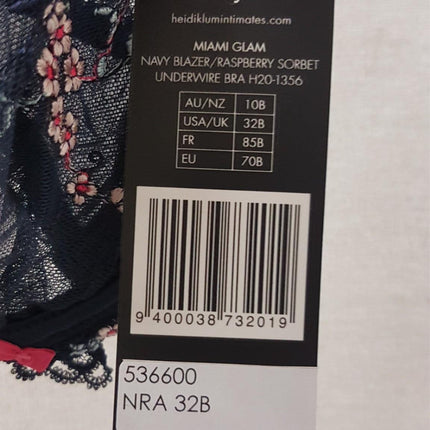 heidiklumintimates.com
MIAMI GLAM
NAVY BLAZER/RASPBERRY SORBET
UNDERWIRE BRA H20-1356
AU/NZ 10B
USA/UK 32B
FR 85B
EU 70B
9 400038 732019
536600
NRA 32B